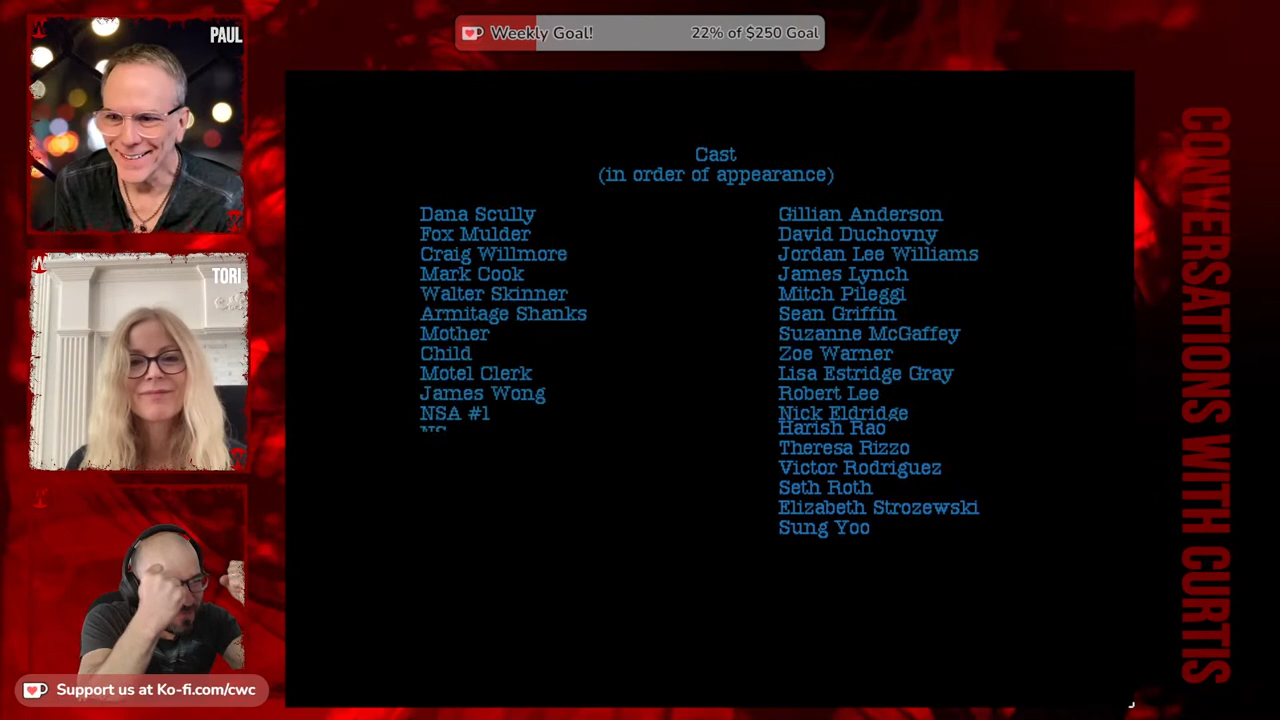 PAUL
Weekly Goal!
22% of $250 Goal
TORI
Cast
(in order of appearance)
Dana Scully Gillian Anderson
Fox Mulder David Duchovny
Craig Willmore Jordan Lee Williams
Mark Cook James Lynch
Walter Skinner Mitch Pileggi
Armitage Shanks Sean Griffin
Mother Suzanne McGaffey
Child Zoe Warner
Motel Clerk Lisa Estridge Gray
James Wong Robert Lee
NSA #1 Nick Eldridge
Harish Rao
Theresa Rizzo
Victor Rodriguez
Seth Roth
Elizabeth Strozewski
Sung Yoo
CONVERSATIONS WITH CURTIS
Support us at Ko-fi.com/cwc